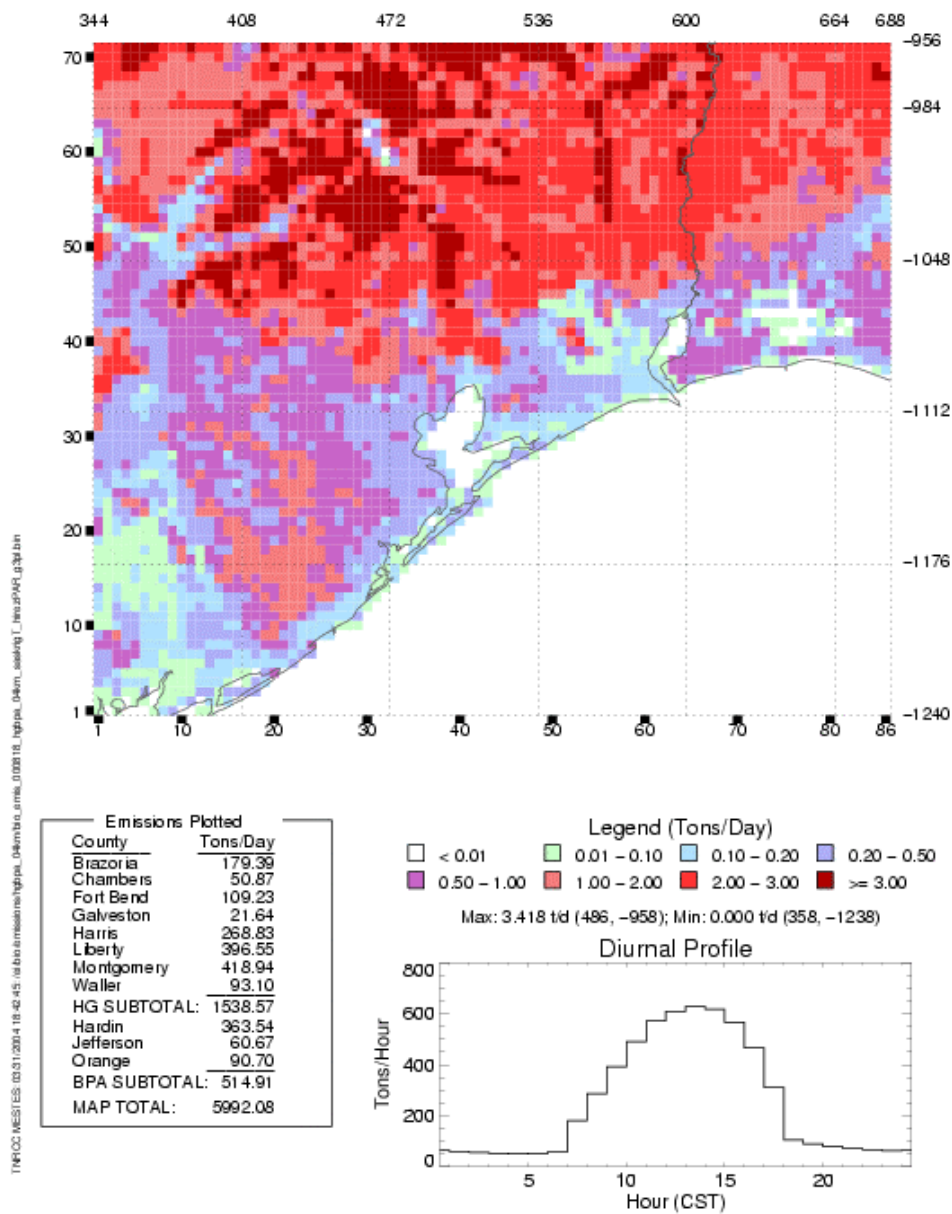 344 408 472 536 600 664 688
-956
-984
-1048
-1112
-1176
-1240
70
60
50
40
30
20
10
1
1 10 20 30 40 50 60 70 80 86
Emissions Plotted
County Tons/Day
Brazoria 179.39
Chambers 50.87
Fort Bend 109.23
Galveston 21.64
Harris 268.83
Liberty 396.55
Montgomery 418.94
Waller 93.10
HG SUBTOTAL: 1538.57
Hardin 363.54
Jefferson 60.67
Orange 90.70
BPA SUBTOTAL: 514.91
MAP TOTAL: 5992.08
Legend (Tons/Day)
< 0.01 0.01 - 0.10 0.10 - 0.20 0.20 - 0.50
0.50 - 1.00 1.00 - 2.00 2.00 - 3.00 >= 3.00
Max: 3.418 t/d (486, -958); Min: 0.000 t/d (358, -1238)
Diurnal Profile
800
600
400
200
0
Tons/Hour
5 10 15 20
Hour (CST)